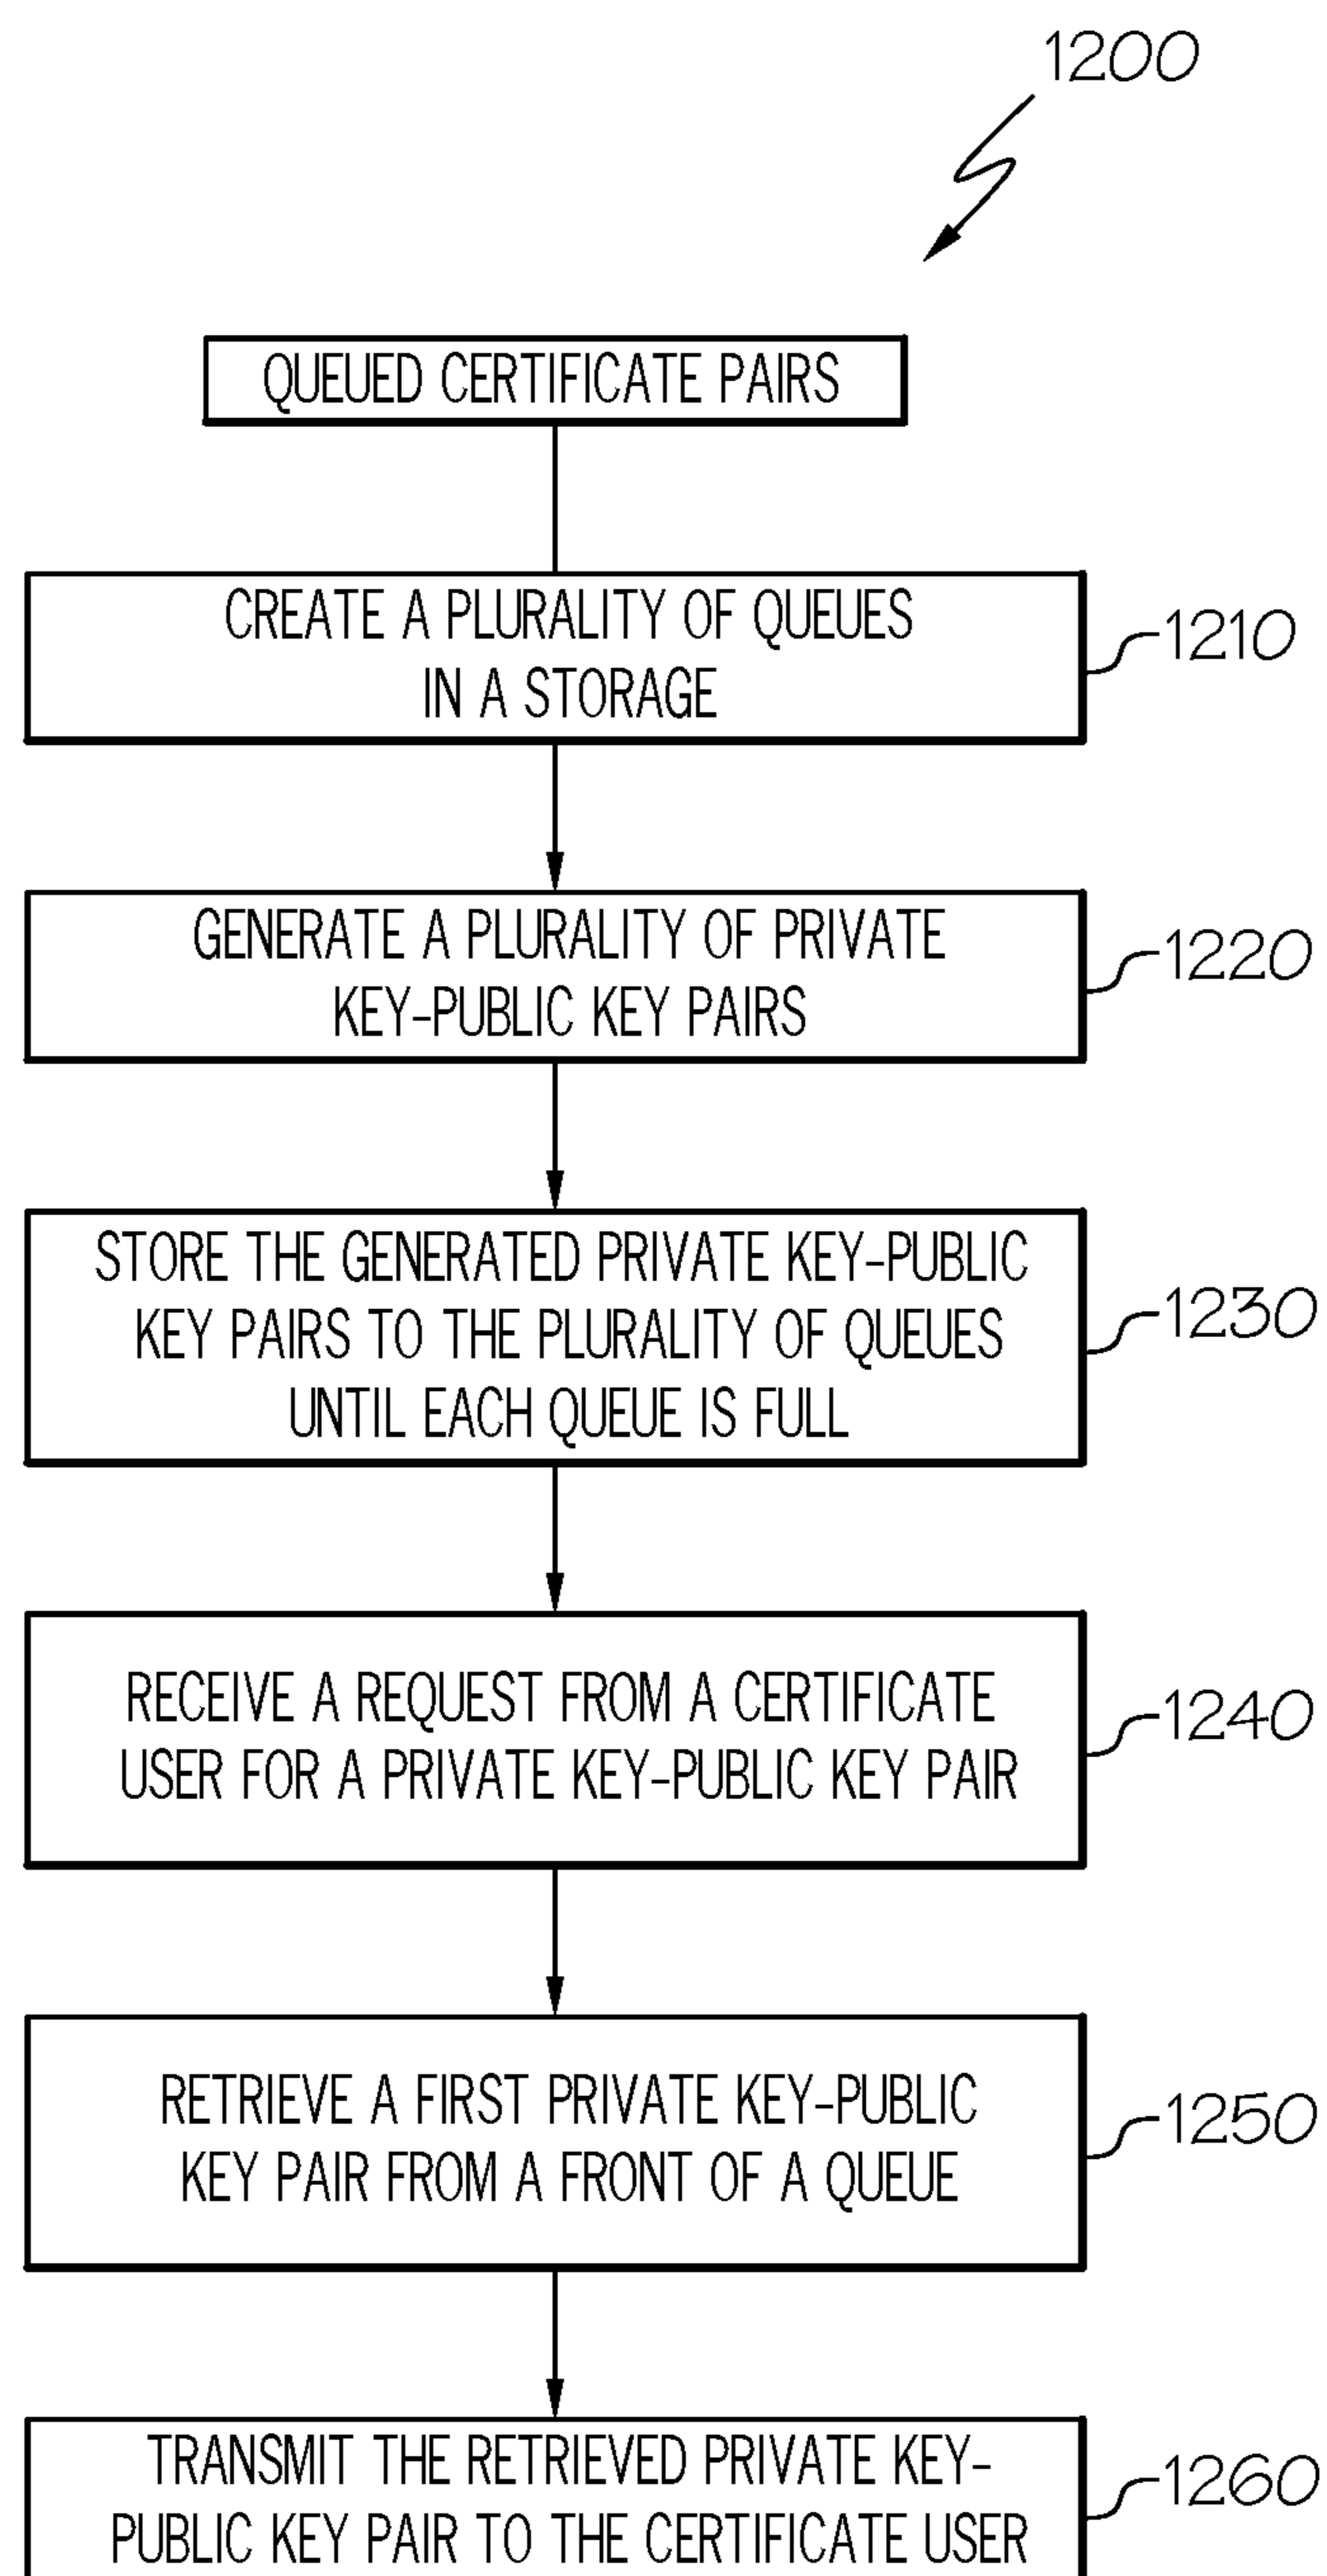 1200
QUEUED CERTIFICATE PAIRS
CREATE A PLURALITY OF QUEUES
IN A STORAGE
1210
GENERATE A PLURALITY OF PRIVATE
KEY-PUBLIC KEY PAIRS
1220
STORE THE GENERATED PRIVATE KEY-PUBLIC
KEY PAIRS TO THE PLURALITY OF QUEUES
UNTIL EACH QUEUE IS FULL
1230
RECEIVE A REQUEST FROM A CERTIFICATE
USER FOR A PRIVATE KEY-PUBLIC KEY PAIR
1240
RETRIEVE A FIRST PRIVATE KEY-PUBLIC
KEY PAIR FROM A FRONT OF A QUEUE
1250
TRANSMIT THE RETRIEVED PRIVATE KEY-
PUBLIC KEY PAIR TO THE CERTIFICATE USER
1260